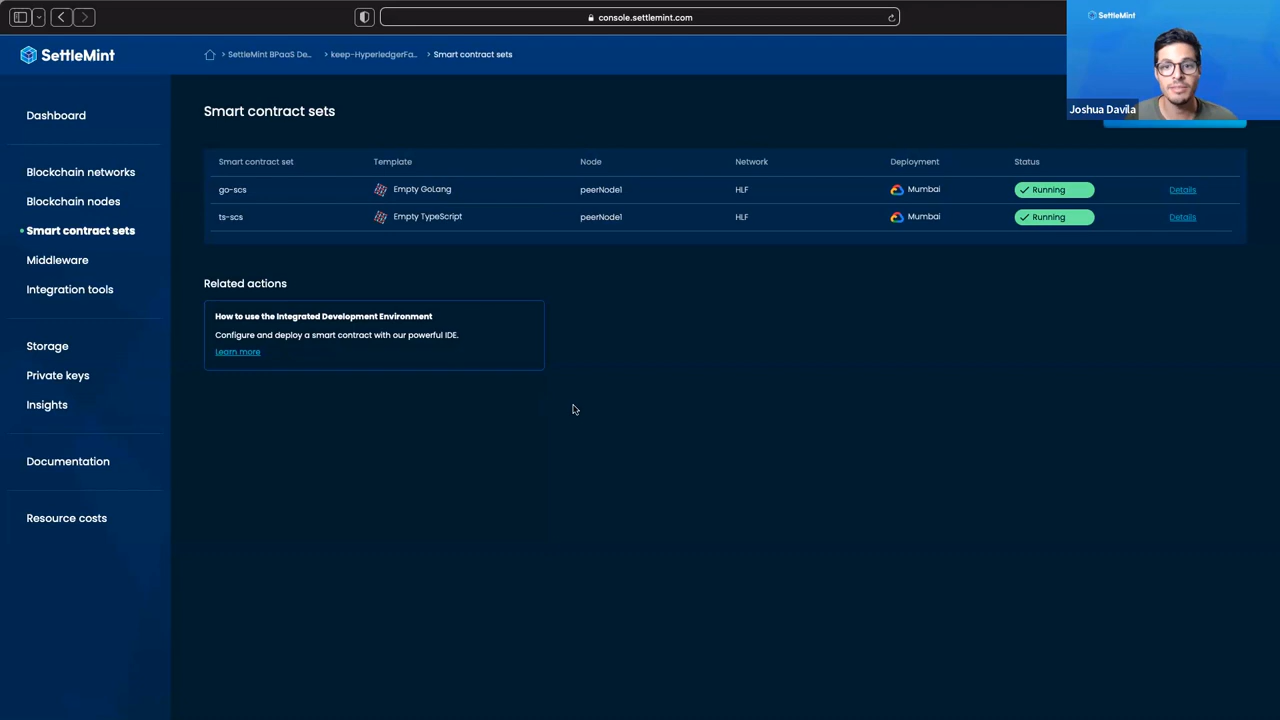 console.settlemint.com
SettleMint
SettleMint BPaaS De...
keep-HyperledgerFa...
Smart contract sets
SettleMint
Joshua Davila
Dashboard
Blockchain networks
Blockchain nodes
Smart contract sets
Middleware
Integration tools
Storage
Private keys
Insights
Documentation
Resource costs
Smart contract sets
Smart contract set Template Node Network Deployment Status
go-scs Empty GoLang peerNode1 HLF Mumbai Running Details
ts-scs Empty TypeScript peerNode1 HLF Mumbai Running Details
Related actions
How to use the Integrated Development Environment
Configure and deploy a smart contract with our powerful IDE.
Learn more